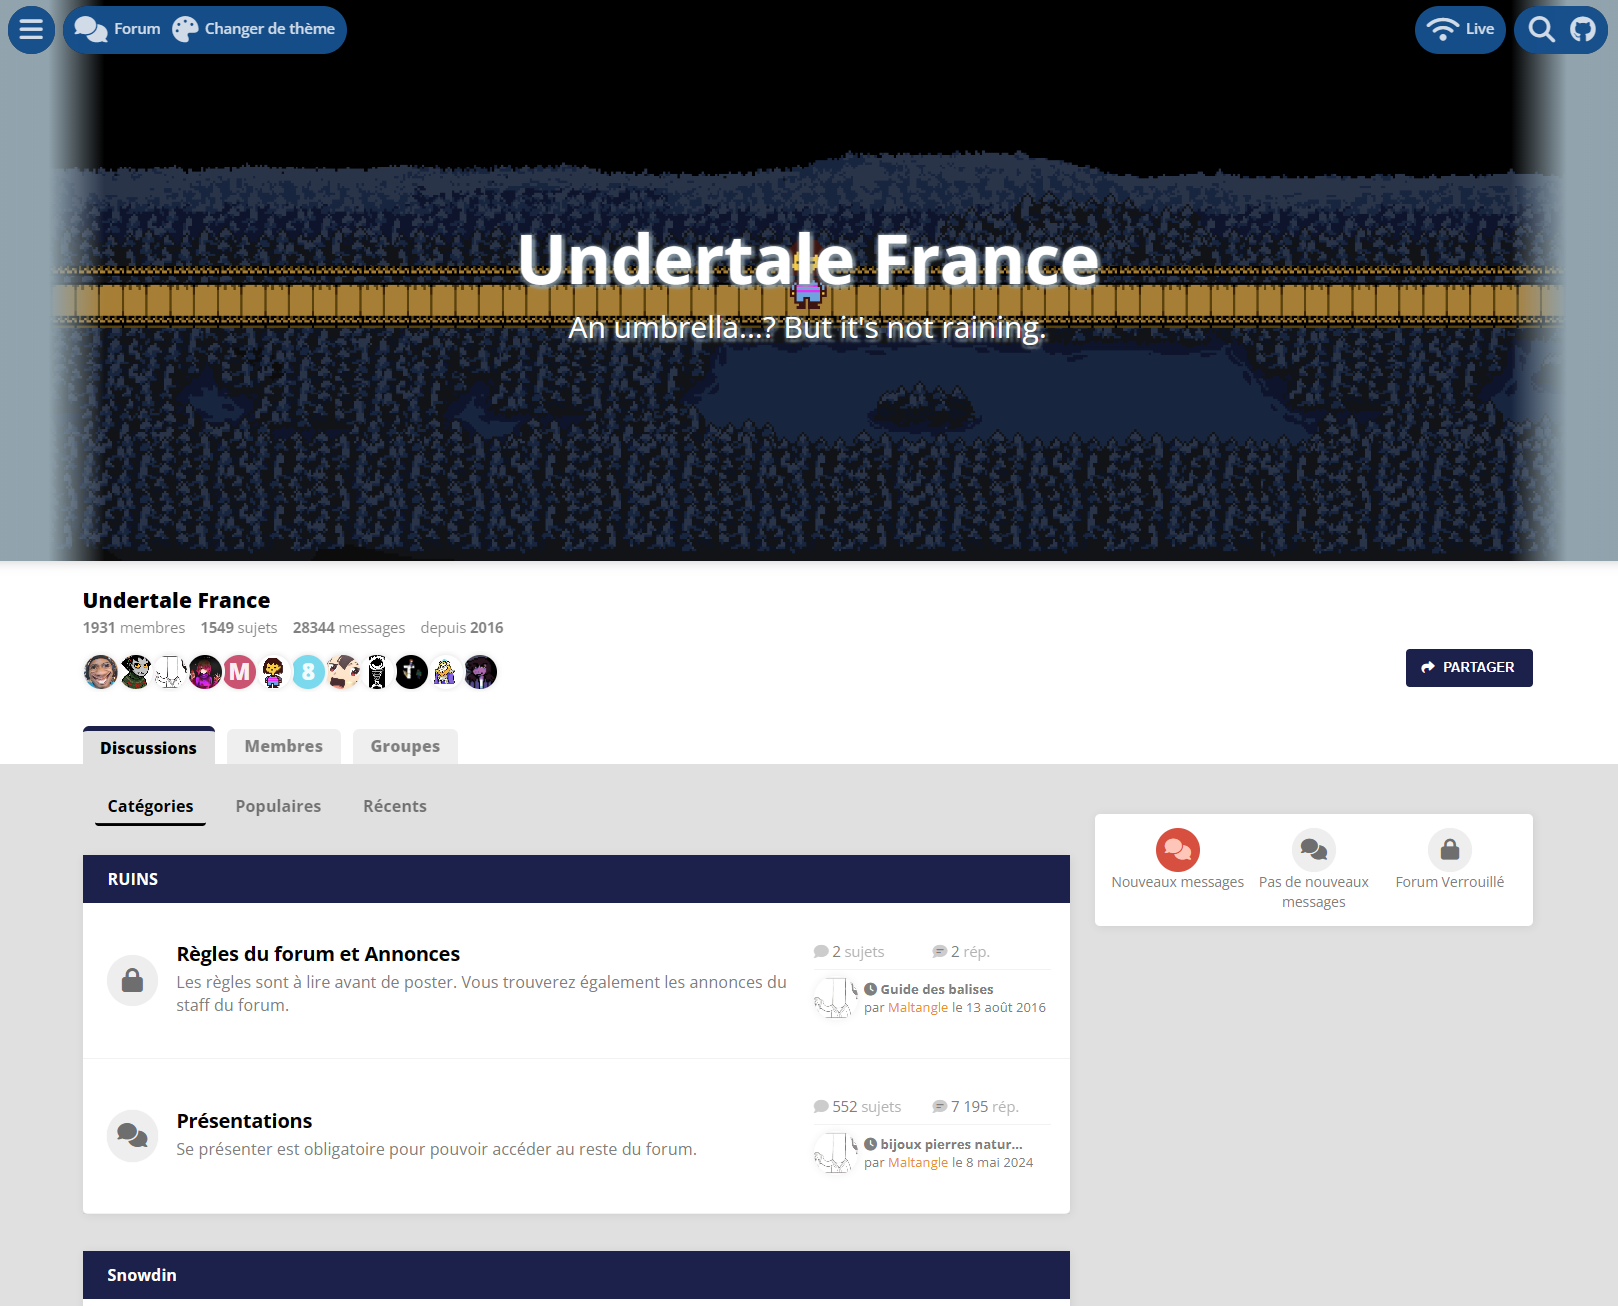 Forum
Changer de thème
Live
Undertale France
An umbrella...? But it's not raining.
Undertale France
1931 membres 1549 sujets 28344 messages depuis 2016
M
8
PARTAGER
Discussions
Membres
Groupes
Catégories
Populaires
Récents
Nouveaux messages
Pas de nouveaux
messages
Forum Verrouillé
RUINS
Règles du forum et Annonces
Les règles sont à lire avant de poster. Vous trouverez également les annonces du
staff du forum.
2 sujets
2 rép.
Guide des balises
par Maltangle le 13 août 2016
Présentations
Se présenter est obligatoire pour pouvoir accéder au reste du forum.
552 sujets
7 195 rép.
bijoux pierres natur...
par Maltangle le 8 mai 2024
Snowdin